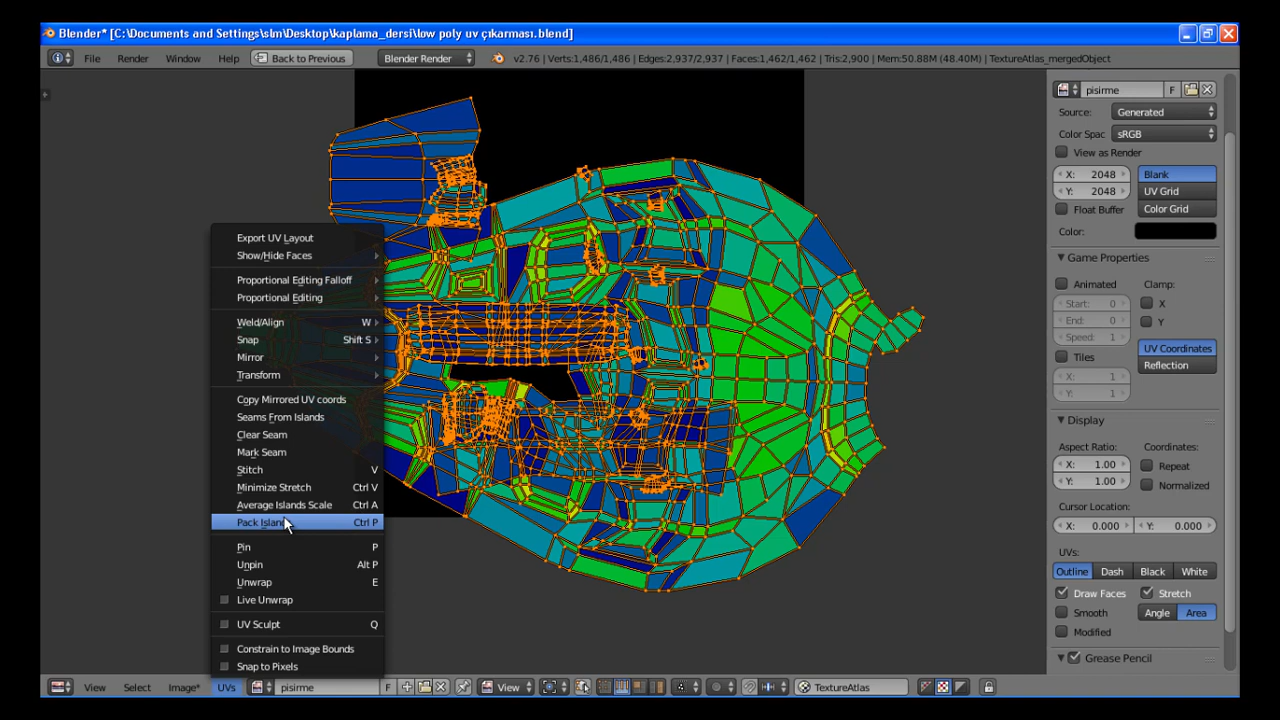 Blender* [C:\Documents and Settings\slm\Desktop\kaplama_dersi\low poly uv çıkarması.blend]
File Render Window Help Back to Previous Blender Render v2.76 | Verts:1,486/1,486 | Edges:2,937/2,937 | Faces:1,462/1,462 | Tris:2,900 | Mem:50.88M (48.40M) | TextureAtlas_mergedObject
pisirme F
Source: Generated
Color Spac sRGB
View as Render
X: 2048 Blank
Y: 2048 UV Grid
Float Buffer Color Grid
Color:
Game Properties
Animated Clamp:
Start: 0 X
End: 0 Y
Speed: 1
Tiles UV Coordinates
X: 1 Reflection
Y: 1
Display
Aspect Ratio: Coordinates:
X: 1.00 Repeat
Y: 1.00 Normalized
Cursor Location:
X: 0.000 Y: 0.000
UVs:
Outline Dash Black White
Draw Faces Stretch
Smooth Angle Area
Modified
Grease Pencil
Export UV Layout
Show/Hide Faces
Proportional Editing Falloff
Proportional Editing
Weld/Align W
Snap Shift S
Mirror
Transform
Copy Mirrored UV coords
Seams From Islands
Clear Seam
Mark Seam
Stitch V
Minimize Stretch Ctrl V
Average Islands Scale Ctrl A
Pack Islands Ctrl P
Pin P
Unpin Alt P
Unwrap E
Live Unwrap
UV Sculpt Q
Constrain to Image Bounds
Snap to Pixels
View Select Image* UVs pisirme F View TextureAtlas